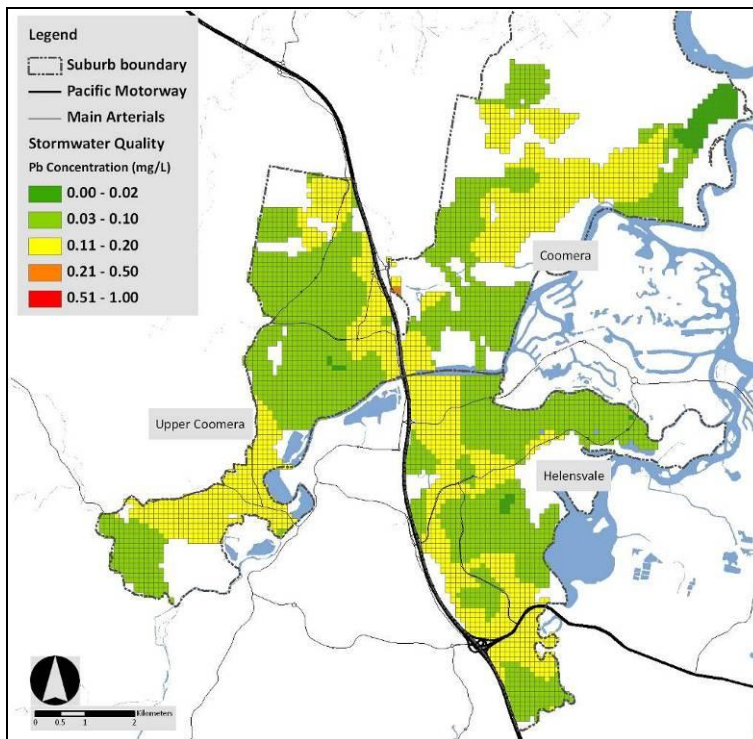 Legend
Suburb boundary
Pacific Motorway
Main Arterials
Stormwater Quality
Pb Concentration (mg/L)
0.00 - 0.02
0.03 - 0.10
0.11 - 0.20
0.21 - 0.50
0.51 - 1.00
Coomera
Upper Coomera
Helensvale
Kilometers
0 0.5 1 2